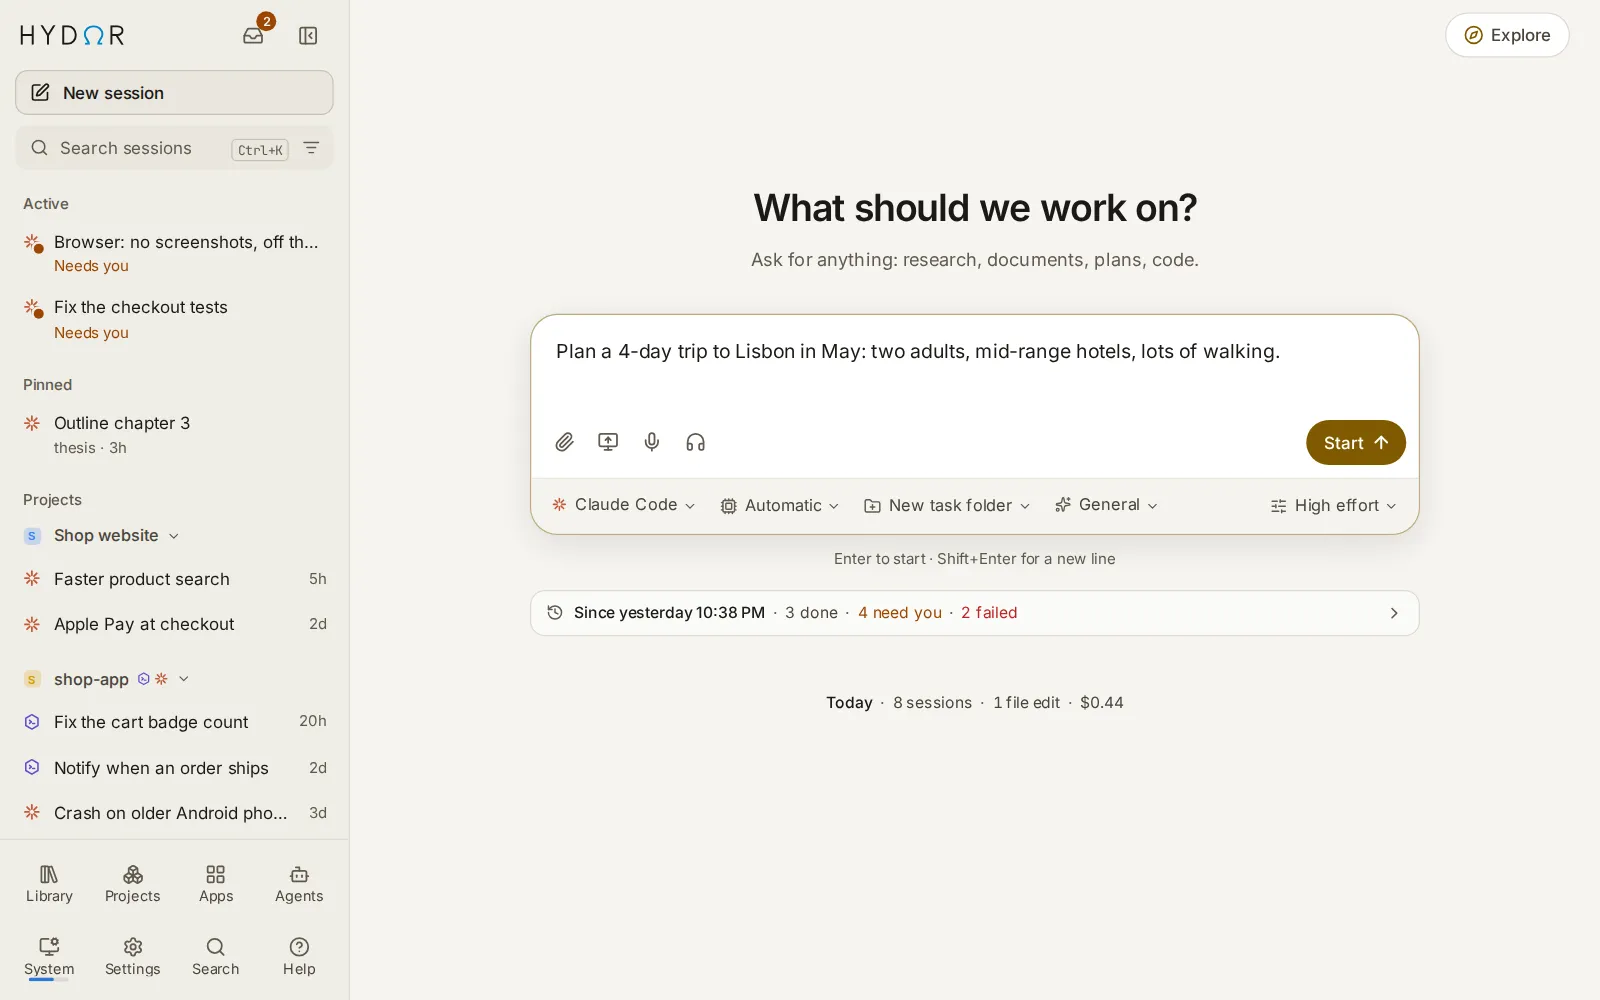 HYDΩR
2
New session
Search sessions
Ctrl+K
Active
Browser: no screenshots, off th...
Needs you
Fix the checkout tests
Needs you
Pinned
Outline chapter 3
thesis · 3h
Projects
S Shop website
Faster product search 5h
Apple Pay at checkout 2d
S shop-app
Fix the cart badge count 20h
Notify when an order ships 2d
Crash on older Android pho... 3d
Library Projects Apps Agents
System Settings Search Help
Explore
What should we work on?
Ask for anything: research, documents, plans, code.
Plan a 4-day trip to Lisbon in May: two adults, mid-range hotels, lots of walking.
Start
Claude Code Automatic New task folder General High effort
Enter to start · Shift+Enter for a new line
Since yesterday 10:38 PM · 3 done · 4 need you · 2 failed
Today · 8 sessions · 1 file edit · $0.44